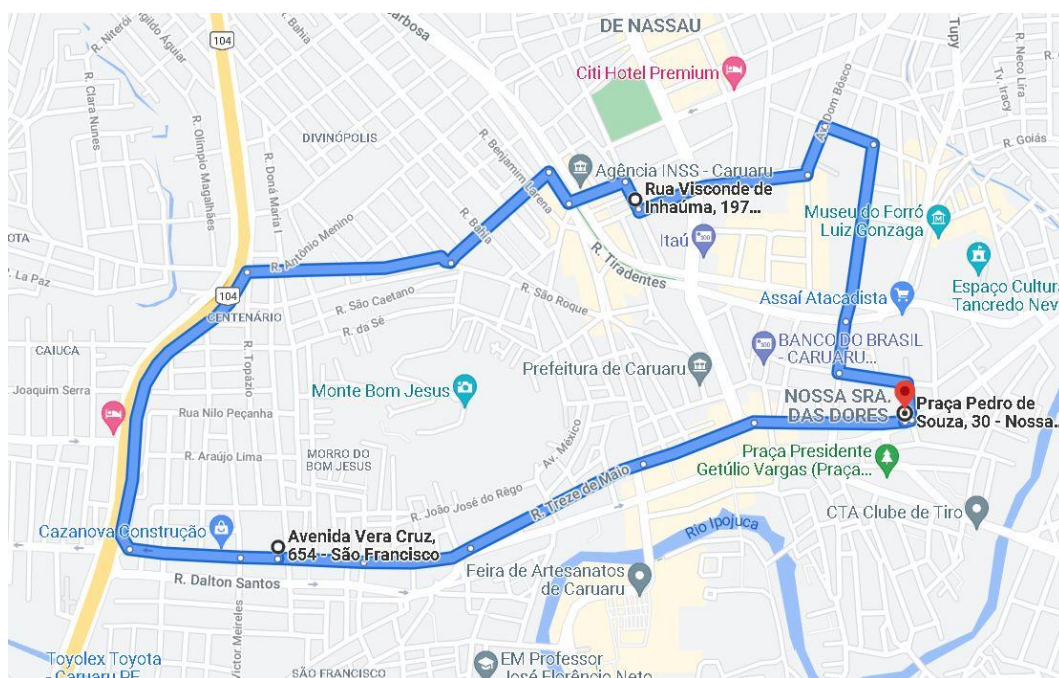 DE NASSAU
R. Niterói
R. Bahia
104
Citi Hotel Premium
Tupy
R. Neco Lira
Tv. Iracy
R. Clara Nunes
R. Olímpio Magalhães
DIVINÓPOLIS
R. Benjamim Larena
Av. Dom Bôsco
R. Goiás
Agência INSS - Caruaru
Rua Visconde de
Inhaúma, 197...
R. Dona Maria I
R. Antônio Menino
R. Bahia
Museu do Forró
Luiz Gonzaga
Itaú
R. Tiradentes
R. La Paz
104
CENTENÁRIO
R. São Caetano
R. da Sé
R. São Roque
Assaí Atacadista
Espaço Cultura
Tancredo Nev
CAIUCA
R. Topázio
BANCO DO BRASIL
- CARUARU...
Joaquim Serra
Prefeitura de Caruaru
Monte Bom Jesus
NOSSA SRA.
DAS DORES
Praça Pedro de
Souza, 30 - Nossa...
Rua Nilo Peçanha
R. Araújo Lima
MORRO DO
BOM JESUS
Av. México
Praça Presidente
Getúlio Vargas (Praça...
R. João José do Rêgo
R. Treze de Maio
CTA Clube de Tiro
Cazanova Construção
Avenida Vera Cruz,
654 - São Francisco
Rio Ipojuca
R. Dalton Santos
Feira de Artesanatos
de Caruaru
Victor Meireles
Toyolex Toyota
- Caruaru PE
SÃO FRANCISCO
EM Professor
José Florêncio Neto